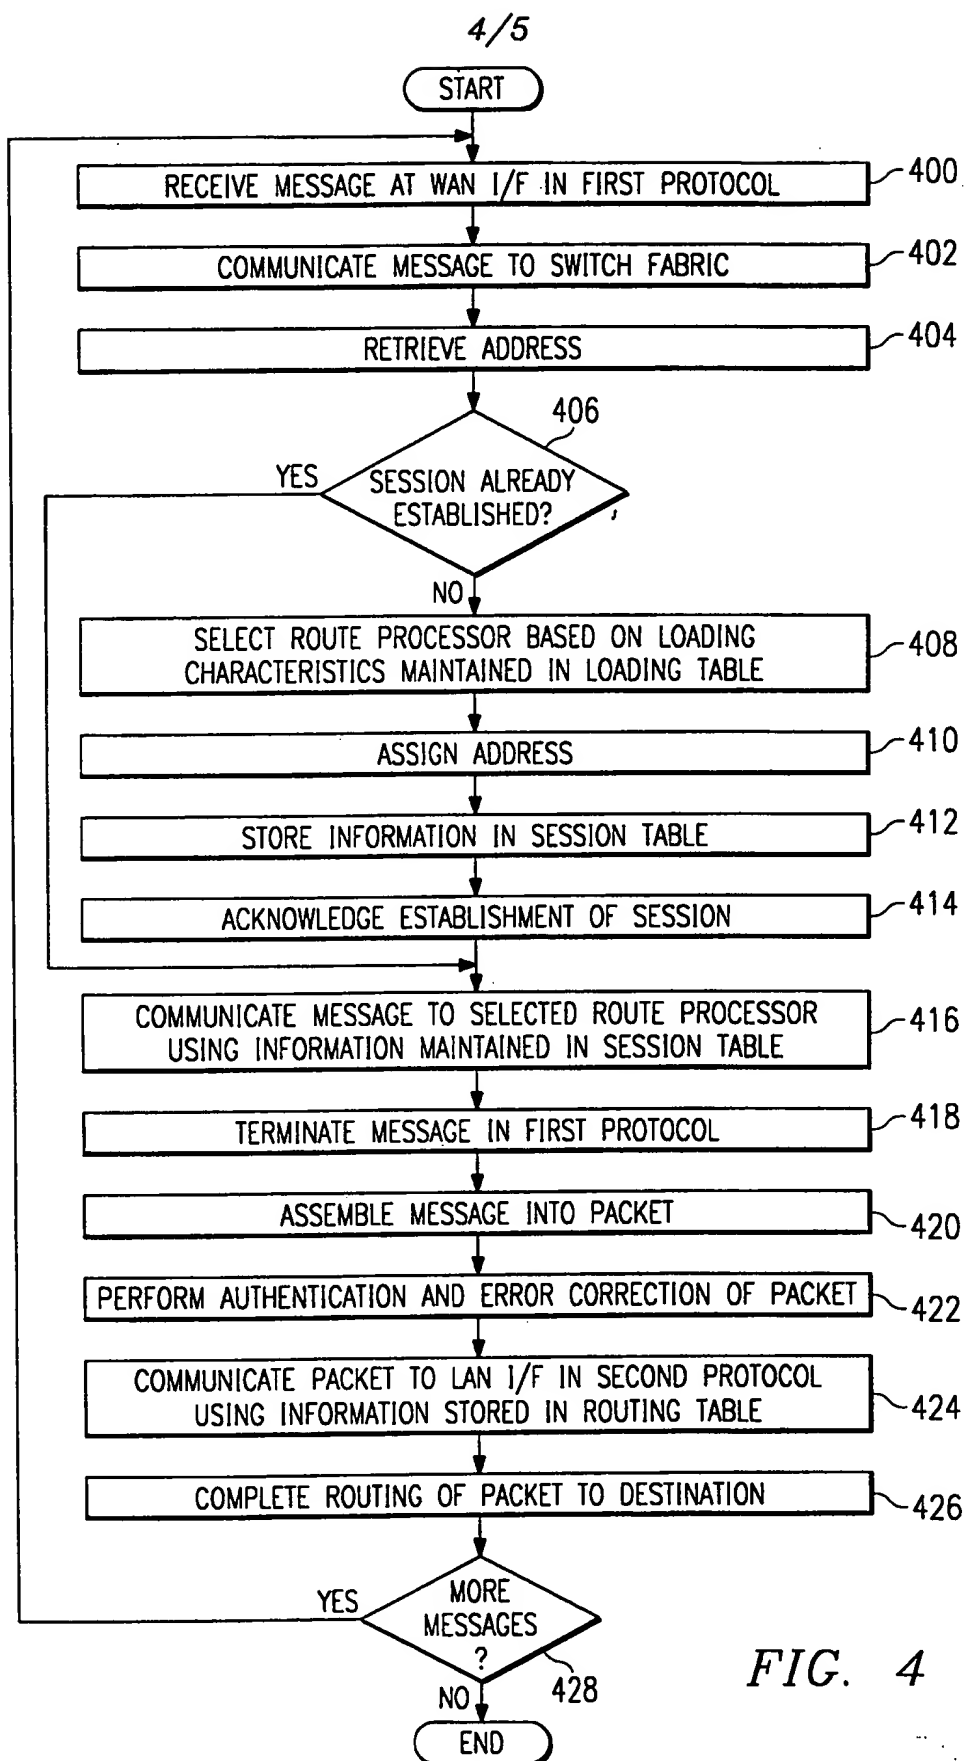 4/5
START
RECEIVE MESSAGE AT WAN I/F IN FIRST PROTOCOL
400
COMMUNICATE MESSAGE TO SWITCH FABRIC
402
RETRIEVE ADDRESS
404
406
YES
SESSION ALREADY
ESTABLISHED?
NO
SELECT ROUTE PROCESSOR BASED ON LOADING
CHARACTERISTICS MAINTAINED IN LOADING TABLE
408
ASSIGN ADDRESS
410
STORE INFORMATION IN SESSION TABLE
412
ACKNOWLEDGE ESTABLISHMENT OF SESSION
414
COMMUNICATE MESSAGE TO SELECTED ROUTE PROCESSOR
USING INFORMATION MAINTAINED IN SESSION TABLE
416
TERMINATE MESSAGE IN FIRST PROTOCOL
418
ASSEMBLE MESSAGE INTO PACKET
420
PERFORM AUTHENTICATION AND ERROR CORRECTION OF PACKET
422
COMMUNICATE PACKET TO LAN I/F IN SECOND PROTOCOL
USING INFORMATION STORED IN ROUTING TABLE
424
COMPLETE ROUTING OF PACKET TO DESTINATION
426
YES
MORE
MESSAGES
?
428
NO
END
FIG. 4